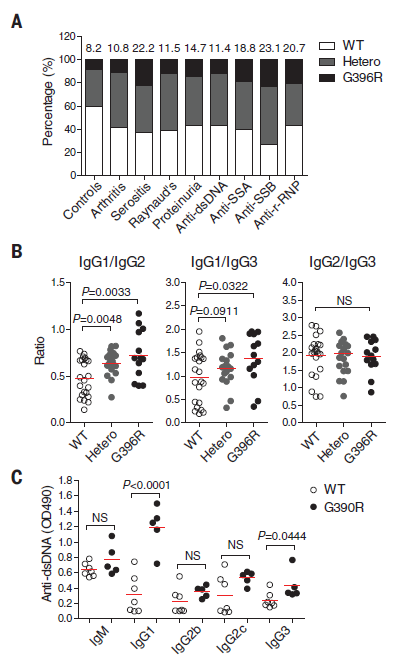 A
120
8.2 10.8 22.2 11.5 14.7 11.4 18.8 23.1 20.7
100
80
60
40
20
0
Percentage (%)
WT
Hetero
G396R
Controls
Arthritis
Serositis
Raynaud's
Proteinuria
Anti-dsDNA
Anti-SSA
Anti-SSB
Anti-r-RNP
B
IgG1/IgG2
IgG1/IgG3
IgG2/IgG3
Ratio
1.5
1.0
0.5
0.0
P=0.0033
P=0.0048
WT
Hetero
G396R
3.0
2.5
2.0
1.5
1.0
0.5
0.0
P=0.0322
P=0.0911
WT
Hetero
G396R
4.0
3.5
3.0
2.5
2.0
1.5
1.0
0.5
0.0
NS
WT
Hetero
G396R
C
Anti-dsDNA (OD490)
1.8
1.6
1.4
1.2
1.0
0.8
0.6
0.4
0.2
0.0
NS
P<0.0001
NS
NS
P=0.0444
WT
G390R
IgM
IgG1
IgG2b
IgG2c
IgG3